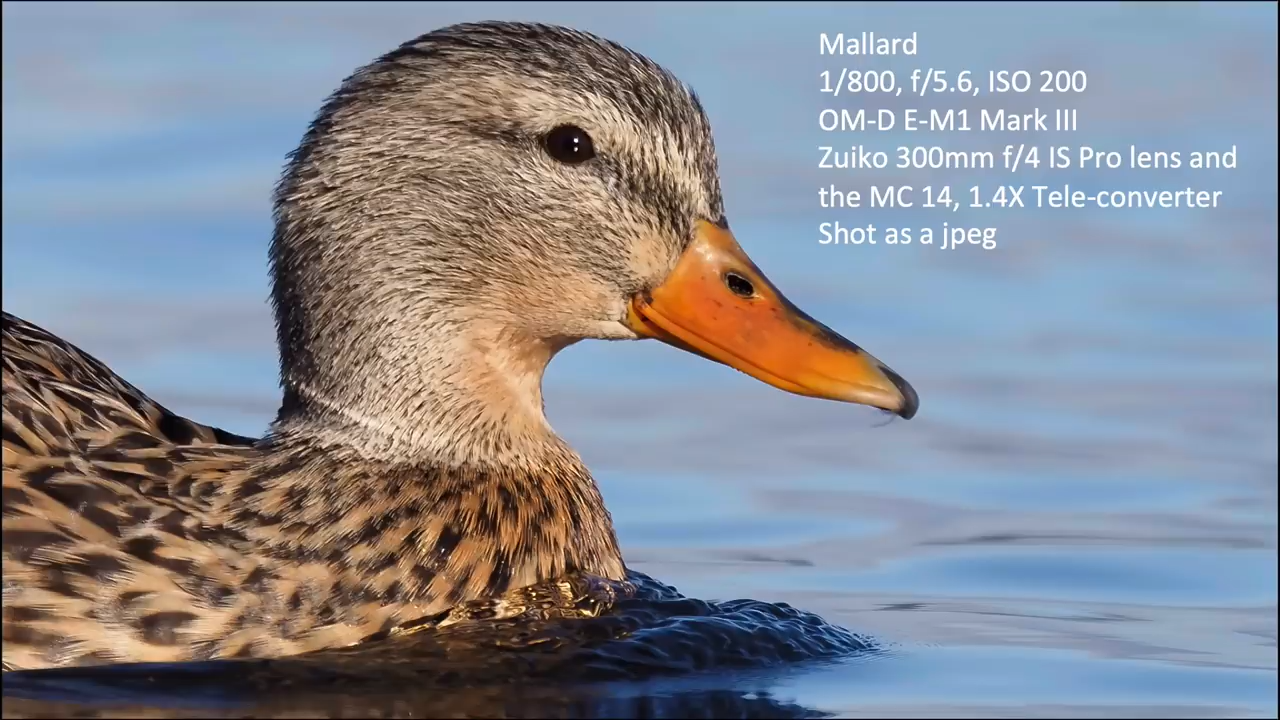 Mallard
1/800, f/5.6, ISO 200
OM-D E-M1 Mark III
Zuiko 300mm f/4 IS Pro lens and
the MC 14, 1.4X Tele-converter
Shot as a jpeg